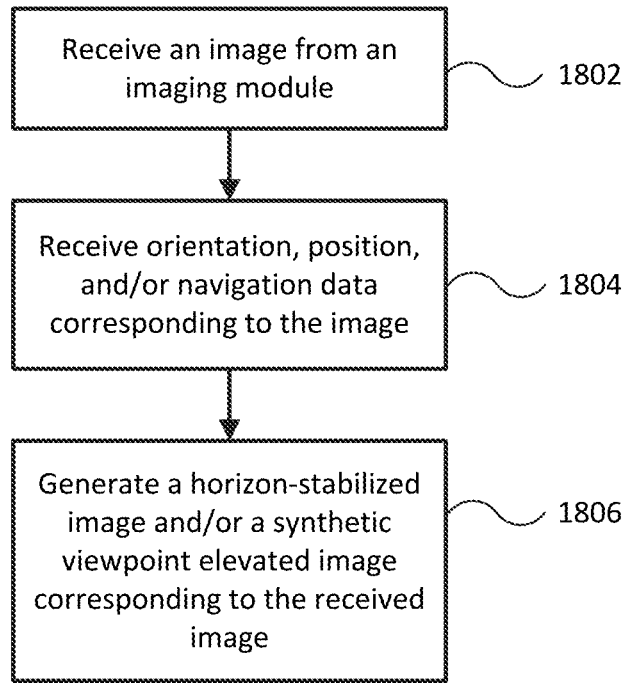 Receive an image from an
imaging module
1802
Receive orientation, position,
and/or navigation data
corresponding to the image
1804
Generate a horizon-stabilized
image and/or a synthetic
viewpoint elevated image
corresponding to the received
image
1806